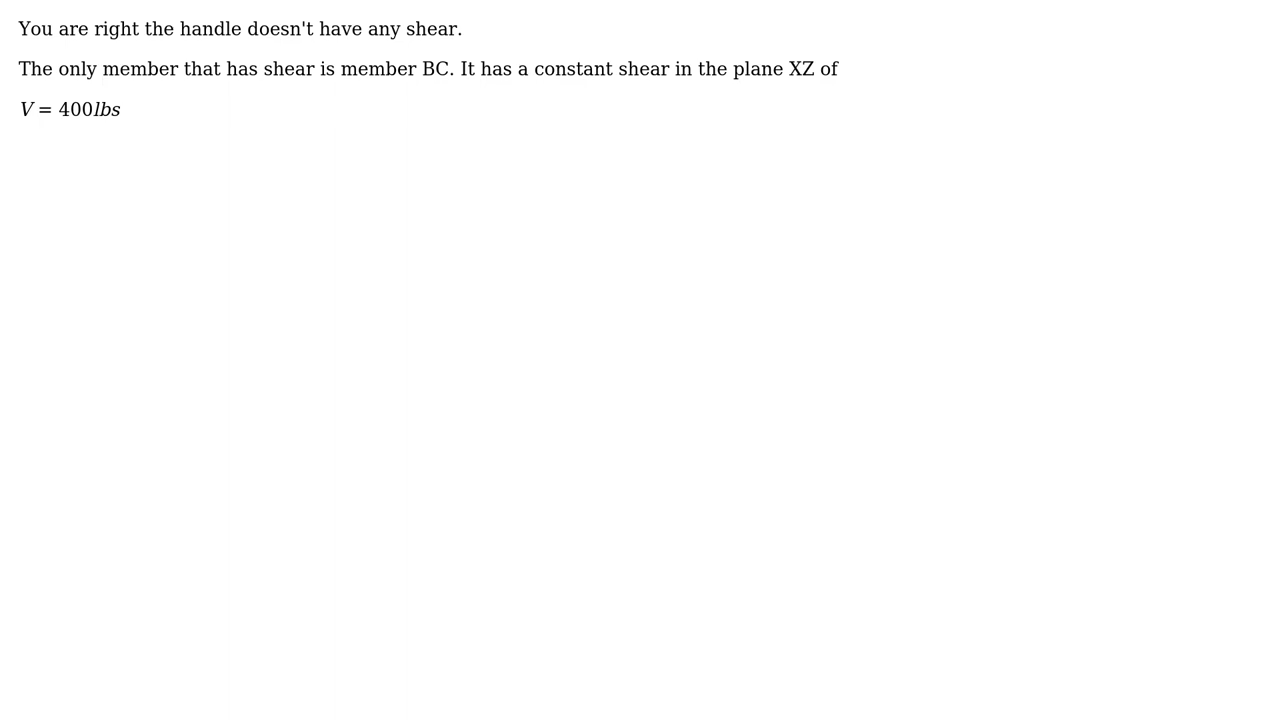 You are right the handle doesn't have any shear.
The only member that has shear is member BC. It has a constant shear in the plane XZ of
V = 400lbs